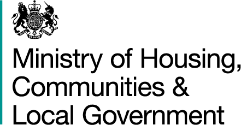 Ministry of Housing,
Communities &
Local Government